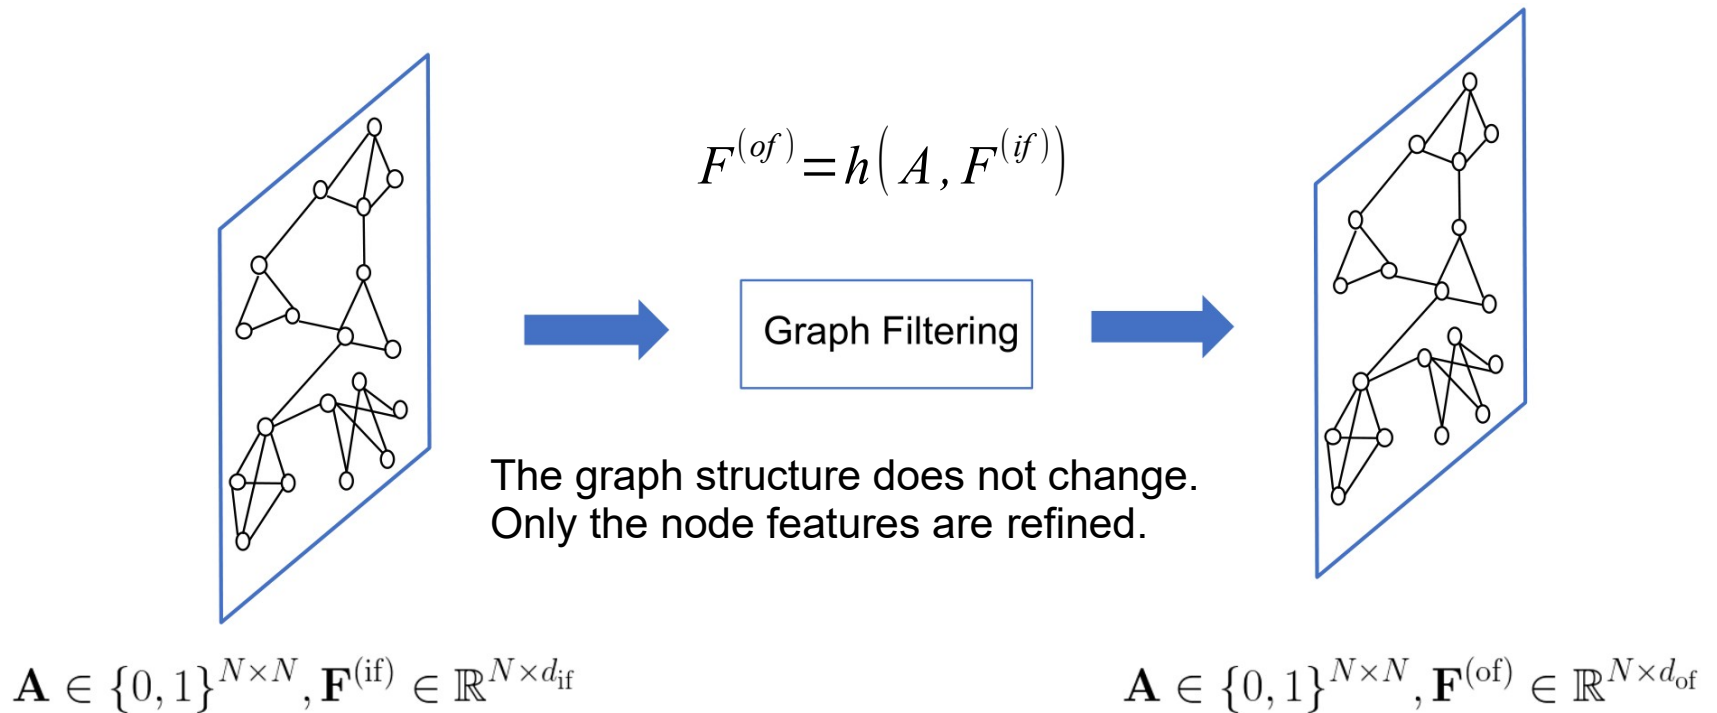 F^(of) = h(A, F^(if))
Graph Filtering
The graph structure does not change.
Only the node features are refined.
A ∈ {0, 1}^{N×N}, F^(if) ∈ ℝ^{N×d_if}
A ∈ {0, 1}^{N×N}, F^(of) ∈ ℝ^{N×d_of}